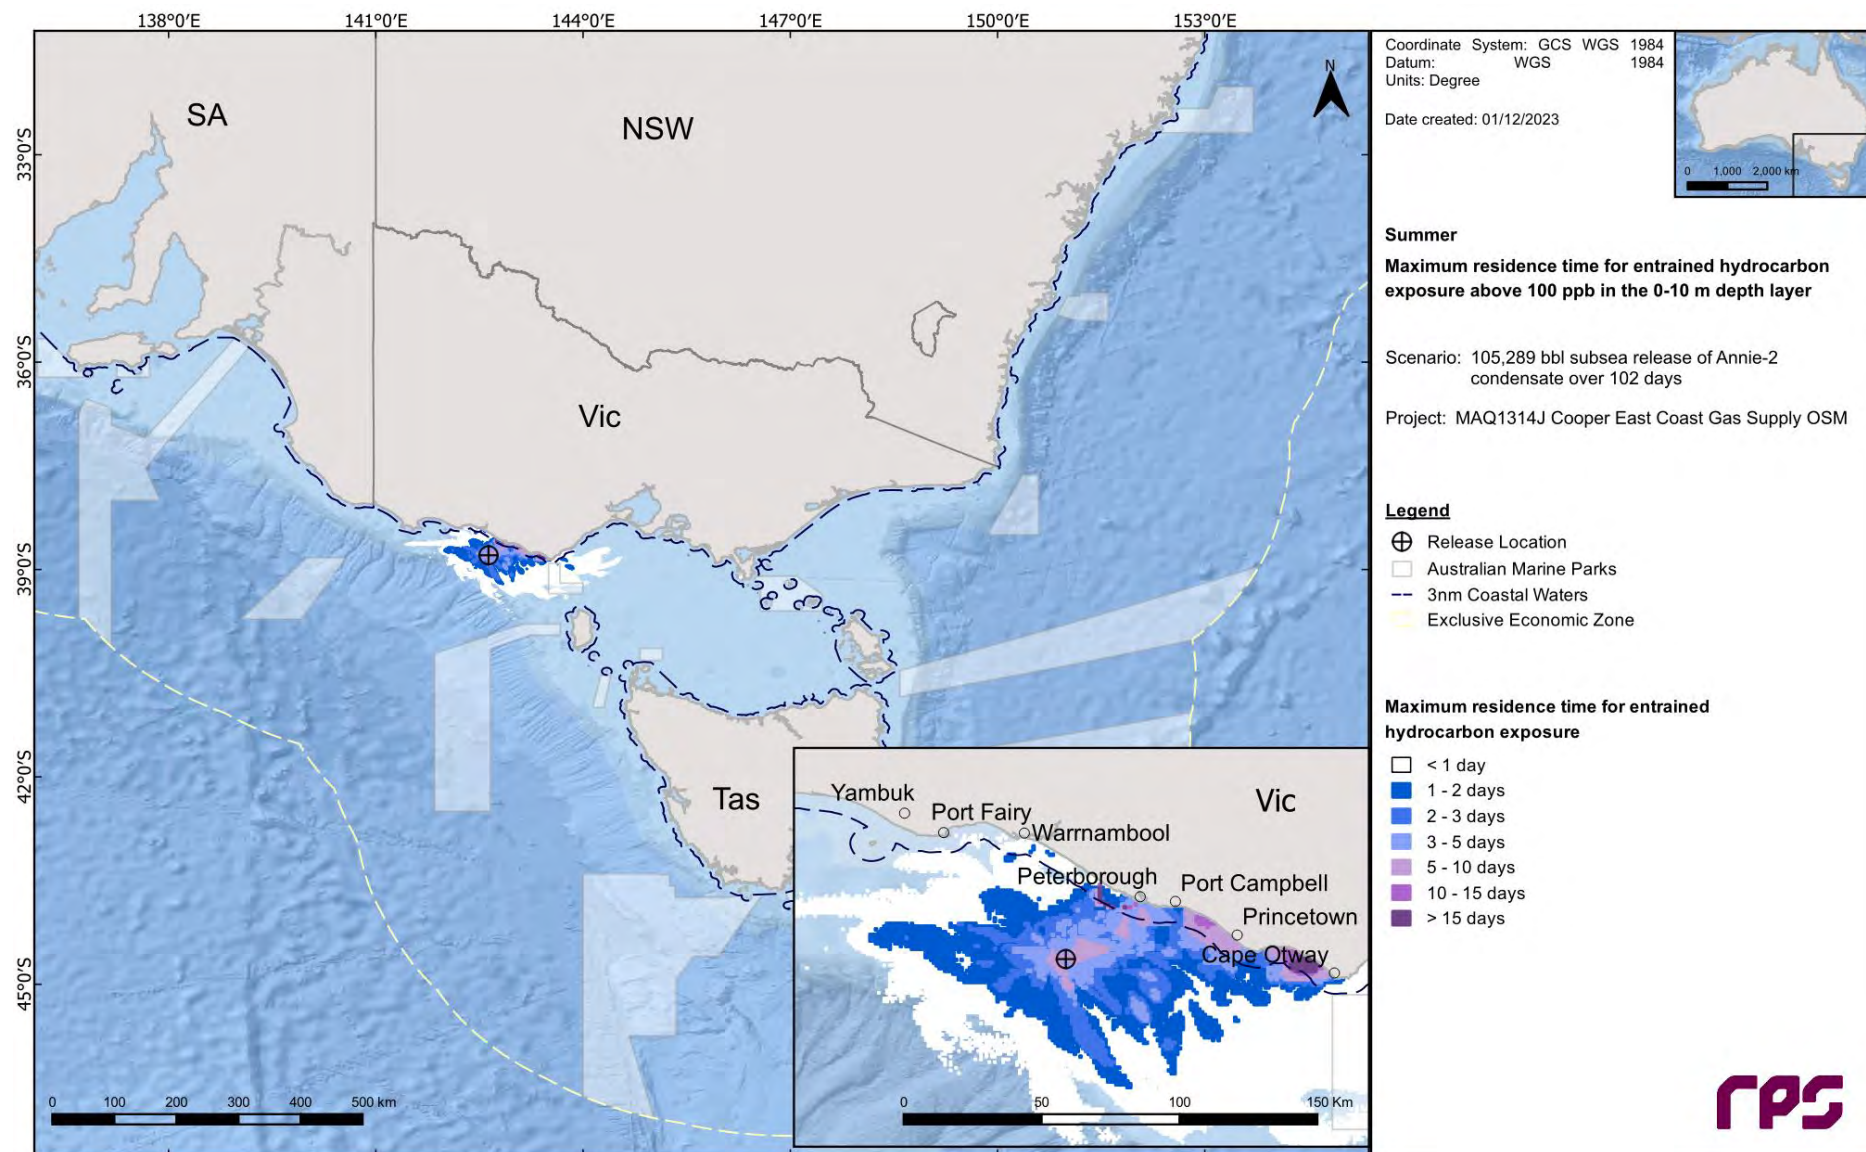 138°0'E 141°0'E 144°0'E 147°0'E 150°0'E 153°0'E
33°0'S
36°0'S
39°0'S
42°0'S
45°0'S
SA
NSW
Vic
Tas
N
0 100 200 300 400 500 km
Yambuk
Port Fairy
Warrnambool
Vic
Peterborough
Port Campbell
Princetown
Cape Otway
0 50 100 150 Km
Coordinate System: GCS WGS 1984
Datum: WGS 1984
Units: Degree
Date created: 01/12/2023
0 1,000 2,000 km
Summer
Maximum residence time for entrained hydrocarbon
exposure above 100 ppb in the 0-10 m depth layer
Scenario: 105,289 bbl subsea release of Annie-2
condensate over 102 days
Project: MAQ1314J Cooper East Coast Gas Supply OSM
Legend
Release Location
Australian Marine Parks
3nm Coastal Waters
Exclusive Economic Zone
Maximum residence time for entrained
hydrocarbon exposure
< 1 day
1 - 2 days
2 - 3 days
3 - 5 days
5 - 10 days
10 - 15 days
> 15 days
rps